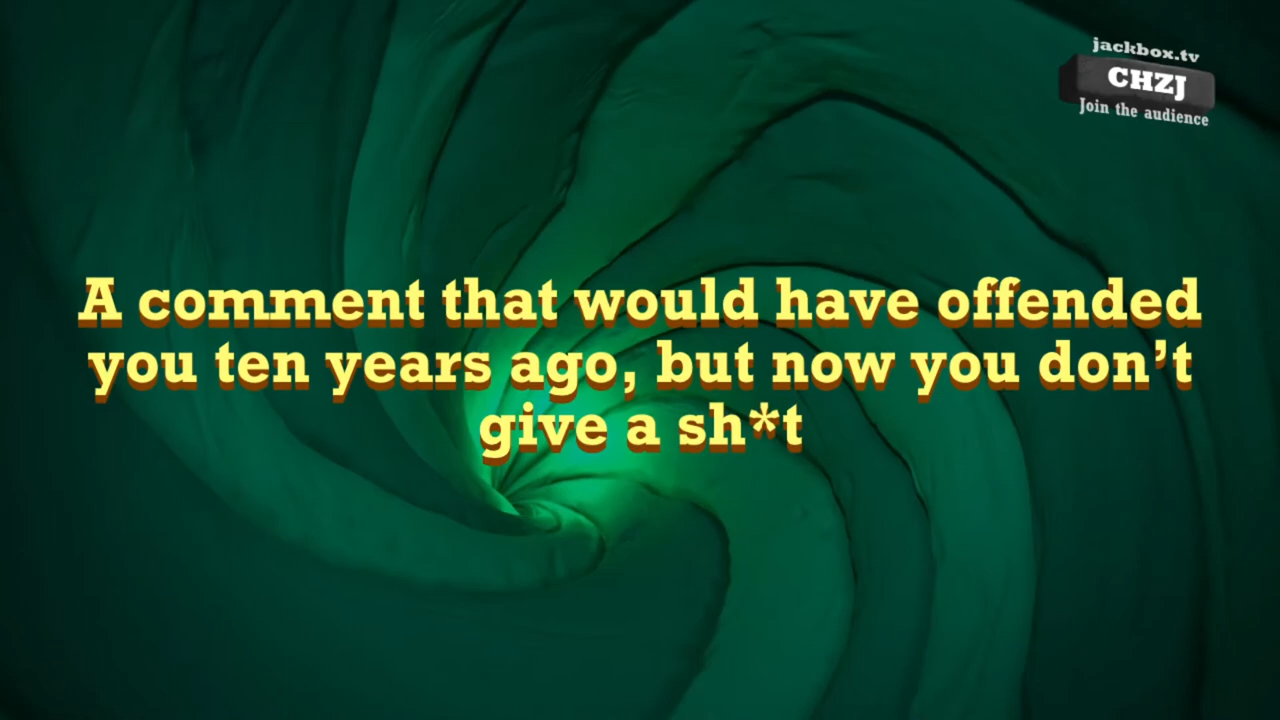 jackbox.tv
CHZJ
Join the audience
A comment that would have offended
you ten years ago, but now you don’t
give a sh*t